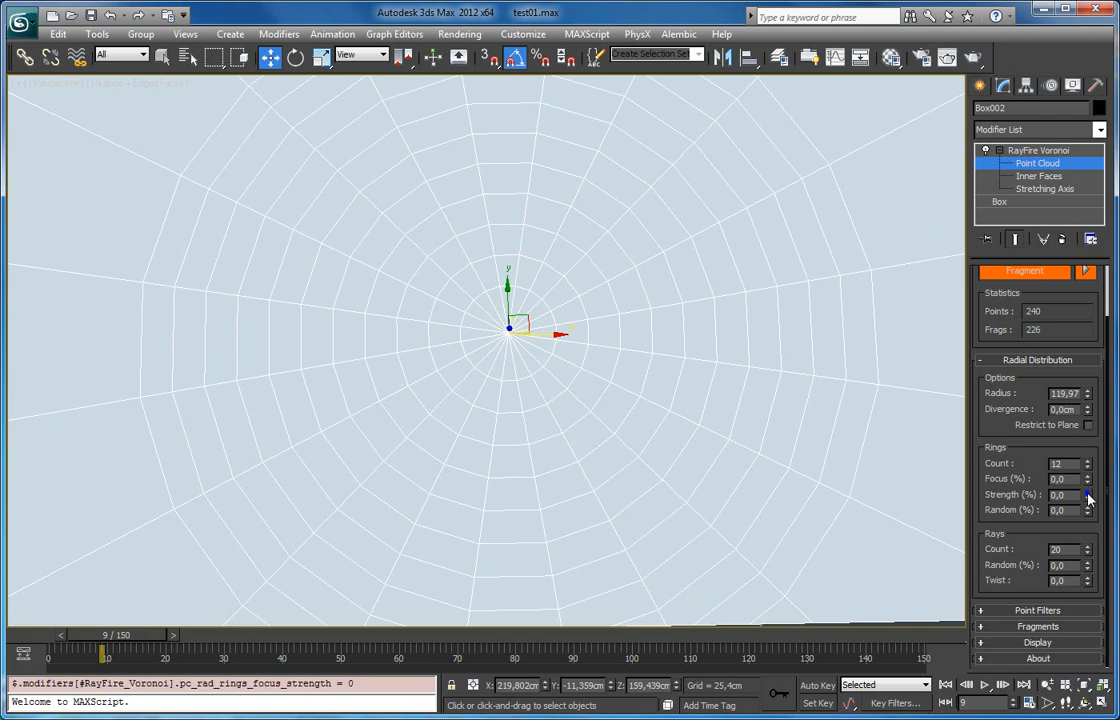 Autodesk 3ds Max 2012 x64 test01.max
Type a keyword or phrase
Edit Tools Group Views Create Modifiers Animation Graph Editors Rendering Customize MAXScript PhysX Alembic Help
All View Create Selection Se
Box002
Modifier List
RayFire Voronoi
Point Cloud
Inner Faces
Stretching Axis
Box
y
Fragment
Statistics
Points : 240
Frags : 226
- Radial Distribution
Options
Radius : 119,97
Divergence : 0,0cm
Restrict to Plane
Rings
Count : 12
Focus (%) : 0,0
Strength (%) : 0,0
Random (%) : 0,0
Rays
Count : 20
Random (%) : 0,0
Twist : 0,0
+ Point Filters
+ Fragments
+ Display
+ About
< 9 / 150 >
0 10 20 30 40 50 60 70 80 90 100 110 120 130 140 150
$.modifiers[#RayFire_Voronoi].pc_rad_rings_focus_strength = 0
X: 219,802cm Y: -11,359cm Z: 159,439cm Grid = 25,4cm Auto Key Selected
Welcome to MAXScript.
Click or click-and-drag to select objects Add Time Tag Set Key Key Filters... 9